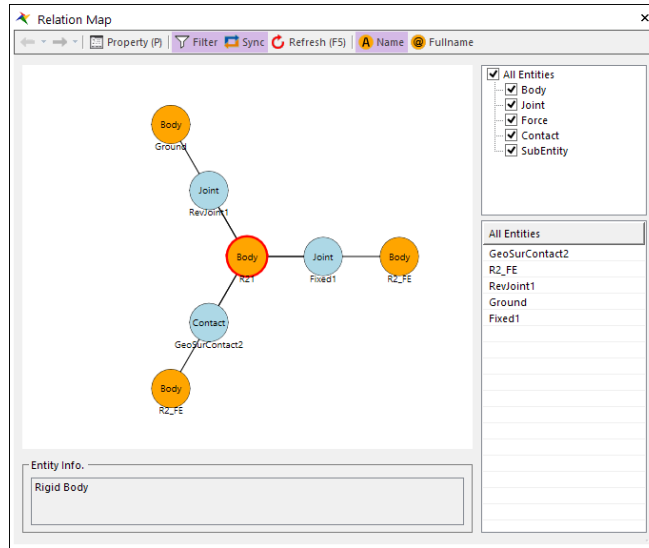 Relation Map
Property (P) Filter Sync Refresh (F5) A Name @ Fullname
Body
Ground
Joint
RevJoint1
Body
R21
Joint
Fixed1
Body
R2_FE
Contact
GeoSurContact2
Body
R2_FE
All Entities
Body
Joint
Force
Contact
SubEntity
All Entities
GeoSurContact2
R2_FE
RevJoint1
Ground
Fixed1
Entity Info.
Rigid Body